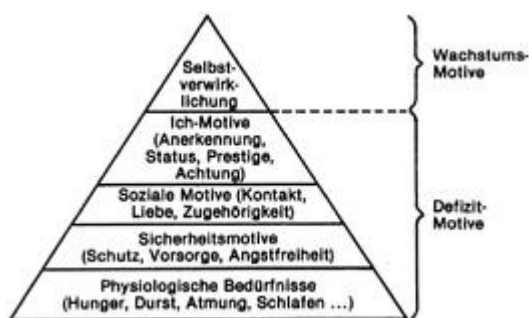 Selbst-
verwirk-
lichung
Wachstums-
Motive
Ich-Motive
(Anerkennung,
Status, Prestige,
Achtung)
Soziale Motive (Kontakt,
Liebe, Zugehörigkeit)
Defizit-
Motive
Sicherheitsmotive
(Schutz, Vorsorge, Angstfreiheit)
Physiologische Bedürfnisse
(Hunger, Durst, Atmung, Schlafen ...)